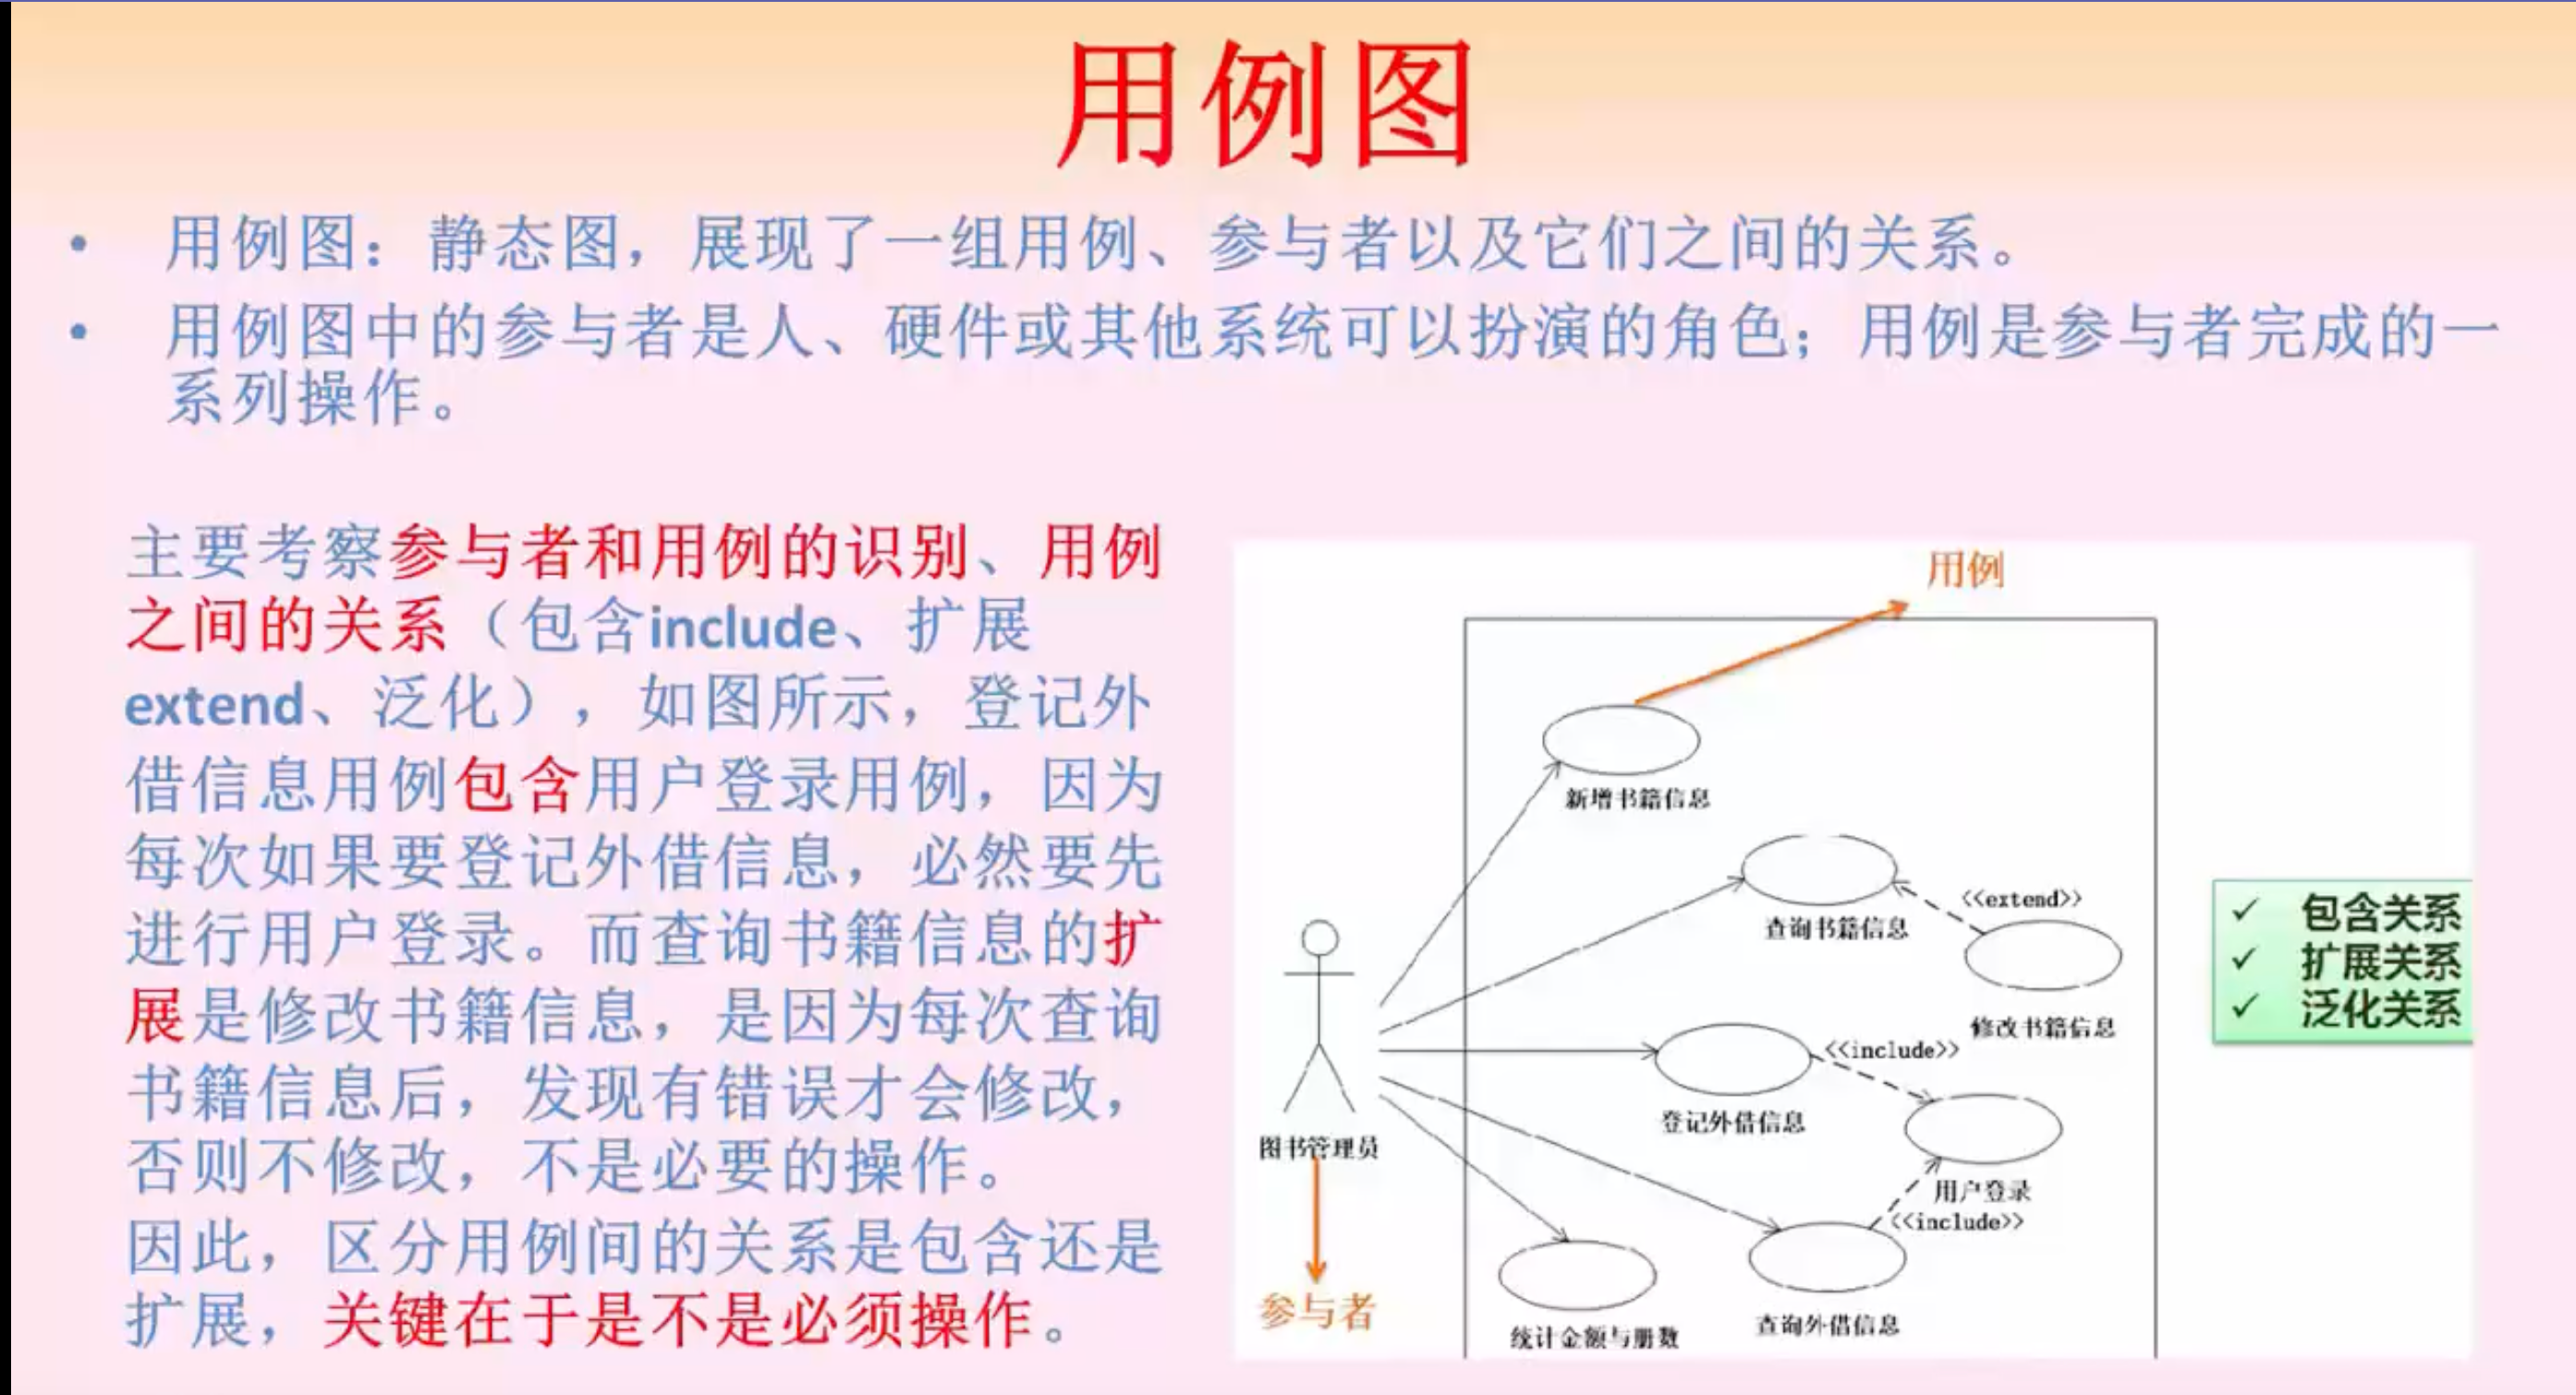 用例图
• 用例图：静态图，展现了一组用例、参与者以及它们之间的关系。
• 用例图中的参与者是人、硬件或其他系统可以扮演的角色；用例是参与者完成的一
系列操作。
主要考察参与者和用例的识别、用例
之间的关系（包含include、扩展
extend、泛化），如图所示，登记外
借信息用例包含用户登录用例，因为
每次如果要登记外借信息，必然要先
进行用户登录。而查询书籍信息的扩
展是修改书籍信息，是因为每次查询
书籍信息后，发现有错误才会修改，
否则不修改，不是必要的操作。
因此，区分用例间的关系是包含还是
扩展，关键在于是不是必须操作。
用例
新增书籍信息
查询书籍信息
<<extend>>
修改书籍信息
<<include>>
登记外借信息
图书管理员
用户登录
<<include>>
参与者
统计金额与册数
查询外借信息
✓ 包含关系
✓ 扩展关系
✓ 泛化关系